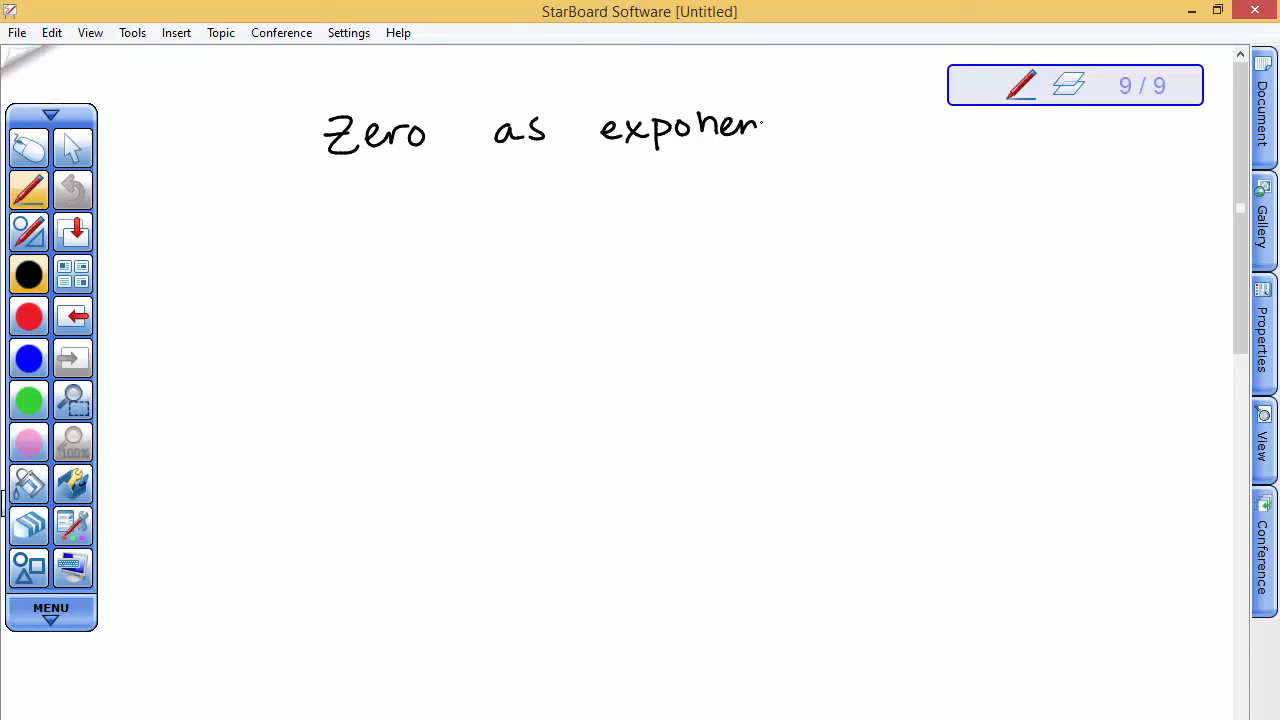 StarBoard Software [Untitled]
File Edit View Tools Insert Topic Conference Settings Help
9 / 9
Zero as exponen
100%
MENU
Document
Gallery
Properties
View
Conference